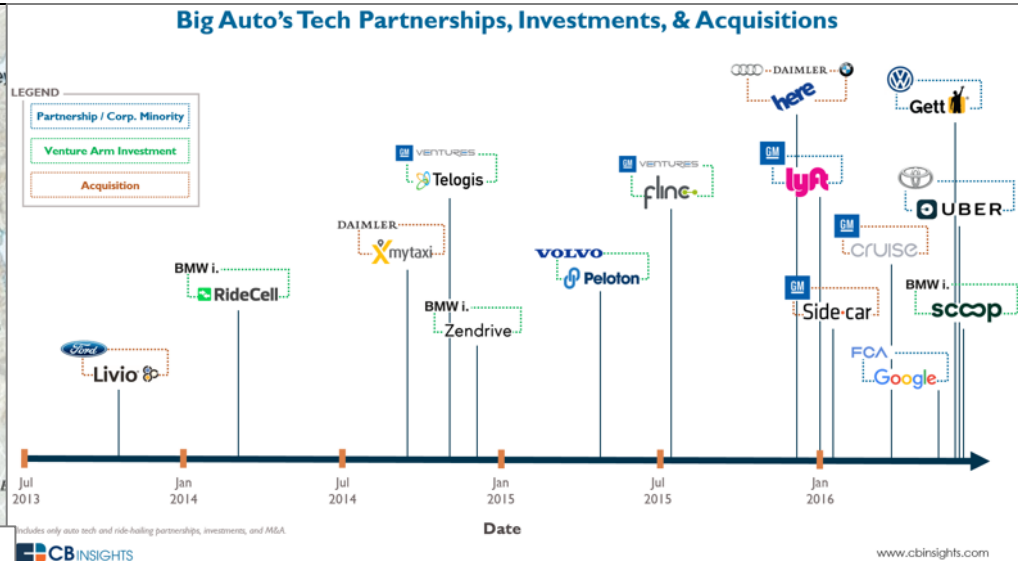 Big Auto's Tech Partnerships, Investments, & Acquisitions
LEGEND
Partnership / Corp. Minority
Venture Arm Investment
Acquisition
Ford
Livio
BMW i.
RideCell
DAIMLER
mytaxi
GM VENTURES
Telogis
BMW i.
Zendrive
VOLVO
Peloton
GM VENTURES
flinc
DAIMLER
here
GM
lyft
GM
Side·car
GM
CRUISE
FCA
Google
Gett
UBER
BMW i.
scoop
Jul
2013
Jan
2014
Jul
2014
Jan
2015
Jul
2015
Jan
2016
Date
Includes only auto tech and ride-hailing partnerships, investments, and M&A.
CBINSIGHTS
www.cbinsights.com